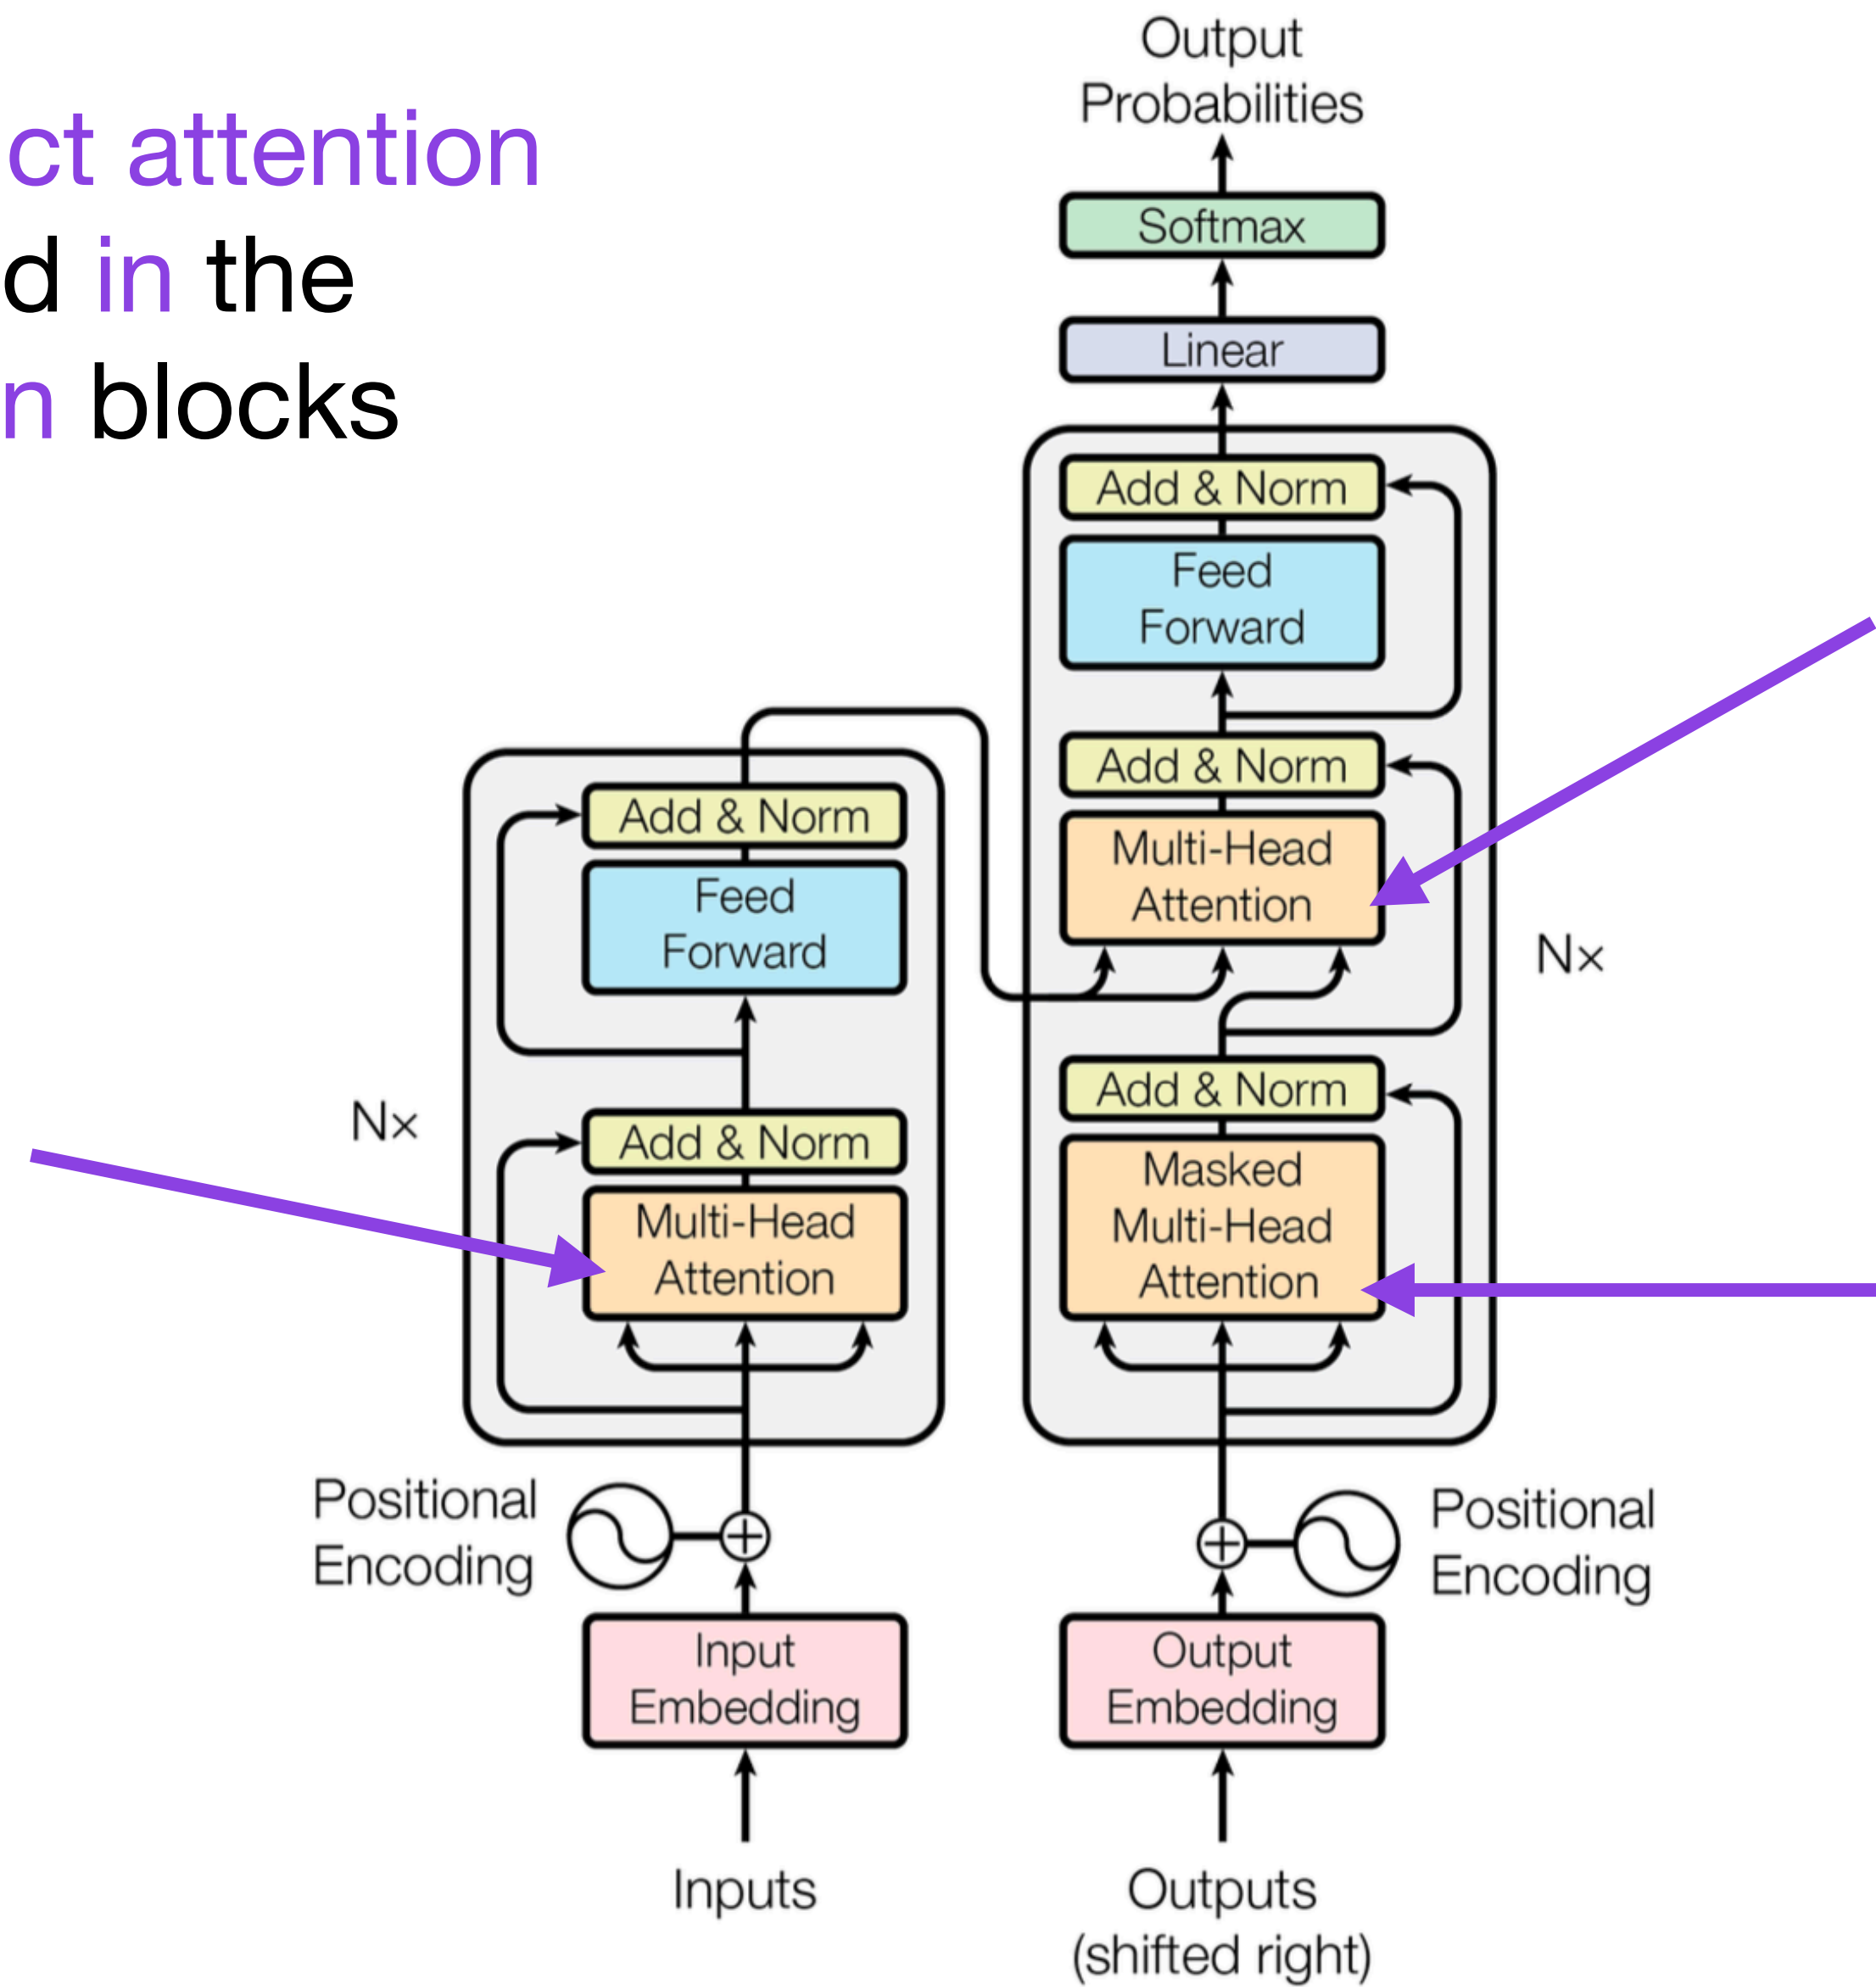 ct attention
d in the
n blocks
Output
Probabilities
Softmax
Linear
Add & Norm
Feed
Forward
Add & Norm
Multi-Head
Attention
Nx
Add & Norm
Masked
Multi-Head
Attention
Add & Norm
Feed
Forward
Nx
Add & Norm
Multi-Head
Attention
Positional
Encoding
Positional
Encoding
Input
Embedding
Output
Embedding
Inputs
Outputs
(shifted right)